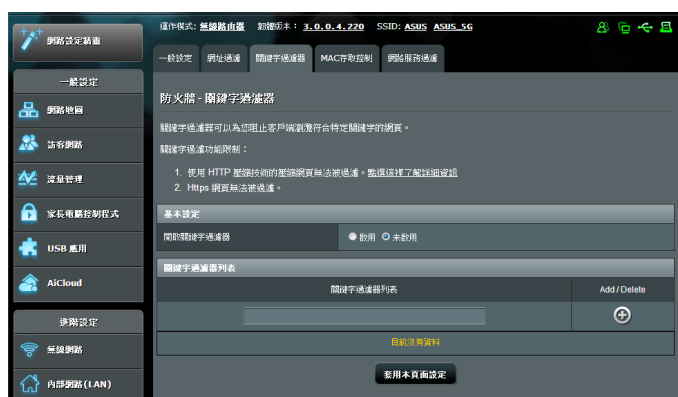 運作模式: 無線路由器 韌體版本： 3.0.0.4.220 SSID: ASUS ASUS_5G
網路設定精靈
一般設定 網址過濾 關鍵字過濾器 MAC存取控制 網路服務過濾
一般設定
網路地圖
訪客網路
流量管理
家長電腦控制程式
USB 應用
AiCloud
進階設定
無線網路
內部網路(LAN)
防火牆 - 關鍵字過濾器
關鍵字過濾器可以為您阻止客戶端瀏覽符合特定關鍵字的網頁。
關鍵字過濾功能限制：
1. 使用 HTTP 壓縮技術的壓縮網頁無法被過濾。點選這裡了解詳細資訊
2. Https 網頁無法被過濾。
基本設定
開啟關鍵字過濾器 啟用 未啟用
關鍵字過濾器列表
關鍵字過濾器列表 Add / Delete
目前沒有資料
套用本頁面設定